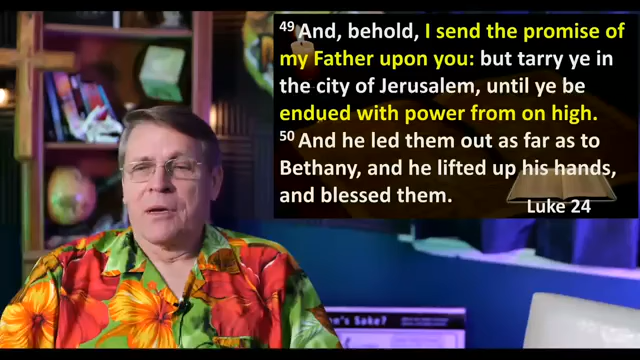 49 And, behold, I send the promise of
my Father upon you: but tarry ye in
the city of Jerusalem, until ye be
endued with power from on high.
50 And he led them out as far as to
Bethany, and he lifted up his hands,
and blessed them.
Luke 24
n's Sake?